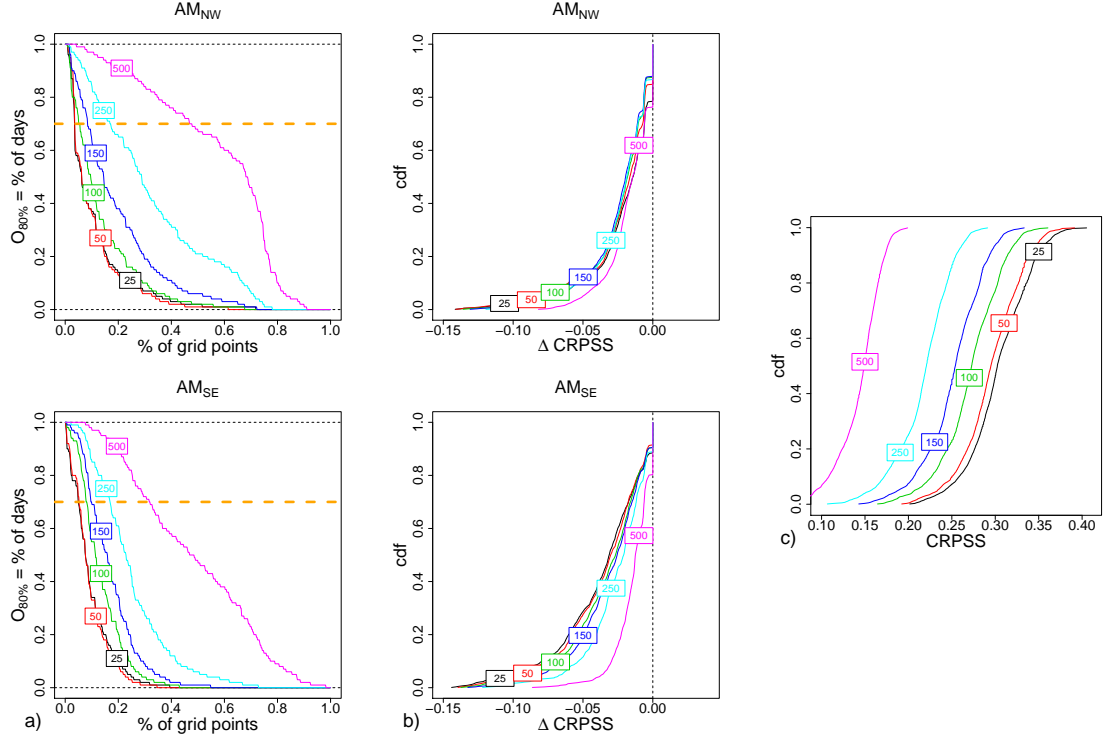 AM_NW
O_80% = % of days
0.0 0.2 0.4 0.6 0.8 1.0
500
250
150
100
50
25
0.0 0.2 0.4 0.6 0.8 1.0
% of grid points
AM_NW
cdf
0.0 0.2 0.4 0.6 0.8 1.0
500
250
150
100
50
25
−0.15 −0.10 −0.05 0.00
Δ CRPSS
AM_SE
O_80% = % of days
0.0 0.2 0.4 0.6 0.8 1.0
500
250
150
100
50
25
0.0 0.2 0.4 0.6 0.8 1.0
% of grid points
a)
AM_SE
cdf
0.0 0.2 0.4 0.6 0.8 1.0
500
250
150
100
50
25
−0.15 −0.10 −0.05 0.00
Δ CRPSS
b)
cdf
0.0 0.2 0.4 0.6 0.8 1.0
25
50
500
100
150
250
0.10 0.15 0.20 0.25 0.30 0.35 0.40
CRPSS
c)